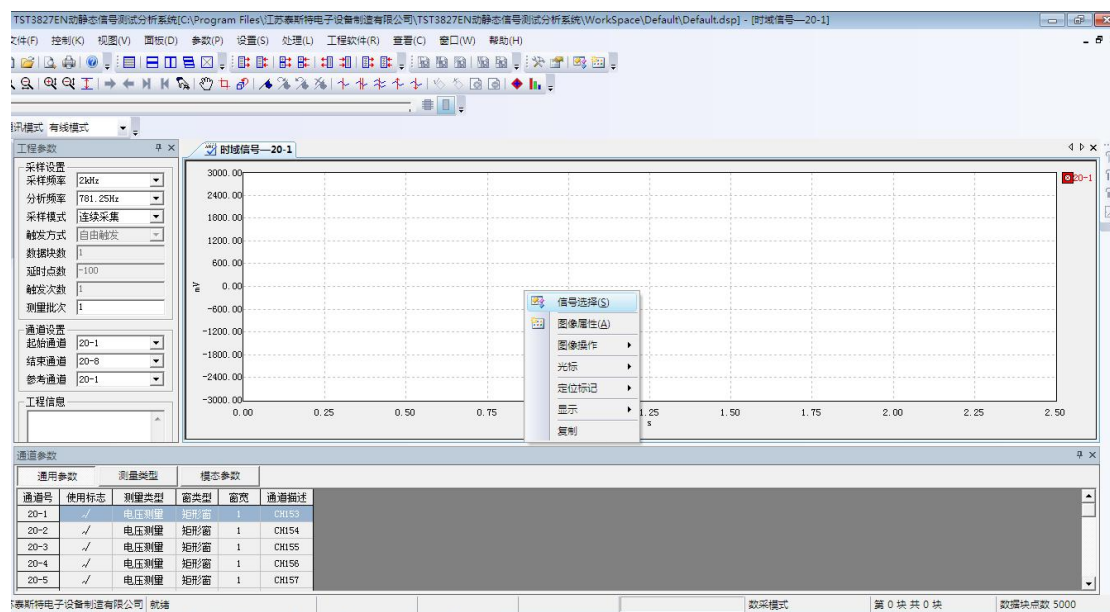 TST3827EN动静态信号测试分析系统[C:\Program Files\江苏泰斯特电子设备制造有限公司\TST3827EN动静态信号测试分析系统\WorkSpace\Default\Default.dsp] - [时域信号—20-1]
文件(F) 控制(K) 视图(V) 面板(D) 参数(P) 设置(S) 处理(L) 工程软件(R) 查看(C) 窗口(W) 帮助(H)
讯模式 有线模式
工程参数
时域信号—20-1
采样设置
采样频率 2kHz
分析频率 781.25Hz
采样模式 连续采集
触发方式 自由触发
数据块数 1
延时点数 -100
触发次数 1
测量批次 1
通道设置
起始通道 20-1
结束通道 20-8
参考通道 20-1
工程信息
3000.00
2400.00
1800.00
1200.00
600.00
0.00
-600.00
-1200.00
-1800.00
-2400.00
-3000.00
mV
20-1
0.00 0.25 0.50 0.75 1.25 1.50 1.75 2.00 2.25 2.50
s
信号选择(S)
图像属性(A)
图像操作
光标
定位标记
显示
复制
通道参数
通用参数 测量类型 模态参数
通道号 使用标志 测量类型 窗类型 窗宽 通道描述
20-1 √ 电压测量 矩形窗 1 CH153
20-2 √ 电压测量 矩形窗 1 CH154
20-3 √ 电压测量 矩形窗 1 CH155
20-4 √ 电压测量 矩形窗 1 CH156
20-5 √ 电压测量 矩形窗 1 CH157
泰斯特电子设备制造有限公司 就绪 数采模式 第 0 块 共 0 块 数据块点数 5000